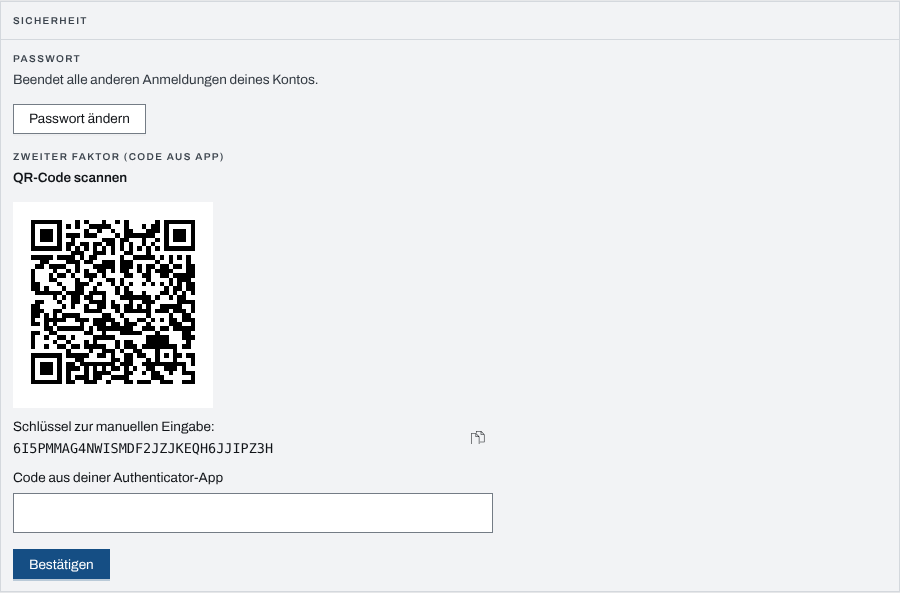 SICHERHEIT
PASSWORT
Beendet alle anderen Anmeldungen deines Kontos.
Passwort ändern
ZWEITER FAKTOR (CODE AUS APP)
QR-Code scannen
Schlüssel zur manuellen Eingabe:
6I5PMMAG4NWISMDF2JZJKEQH6JJIPZ3H
Code aus deiner Authenticator-App
Bestätigen